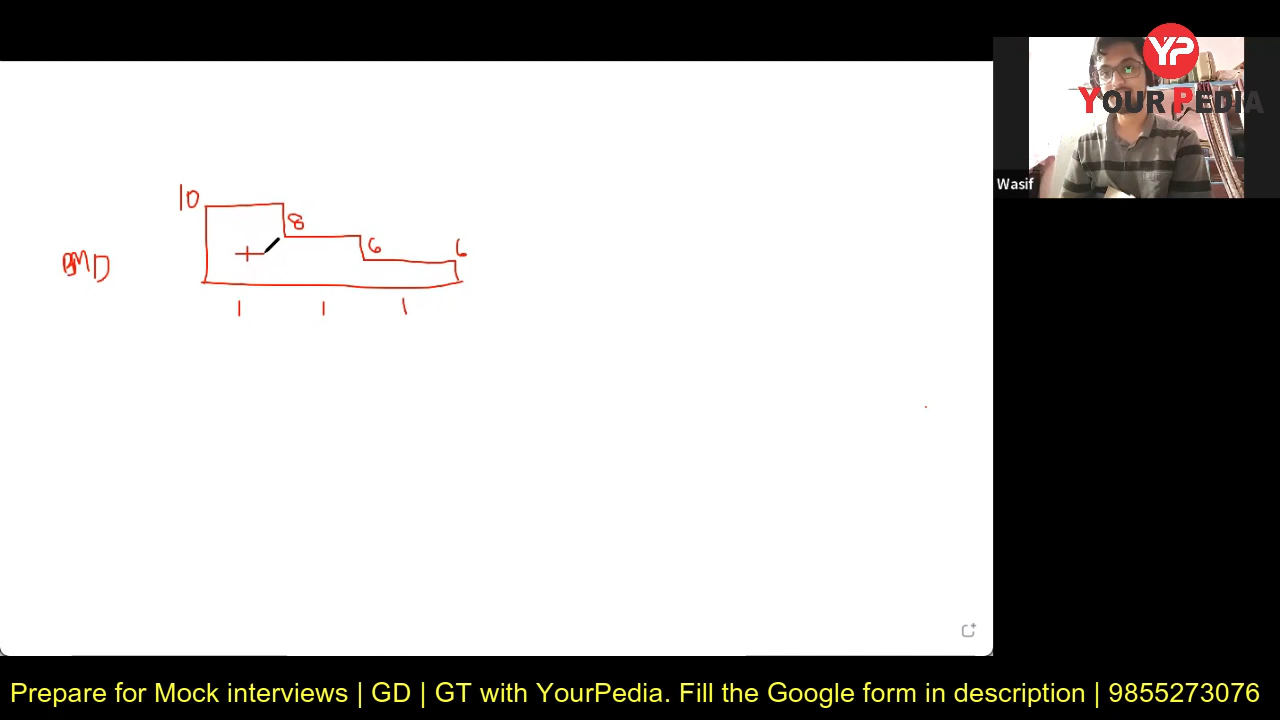 YP
YOUR PEDIA
Wasif
10
8
6
6
BMD
1 1 1
Prepare for Mock interviews | GD | GT with YourPedia. Fill the Google form in description | 9855273076